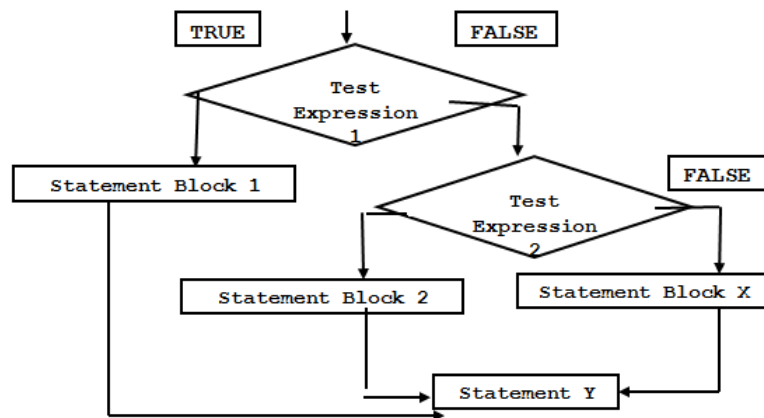 TRUE
FALSE
Test
Expression
1
Statement Block 1
FALSE
Test
Expression
2
Statement Block 2
Statement Block X
Statement Y